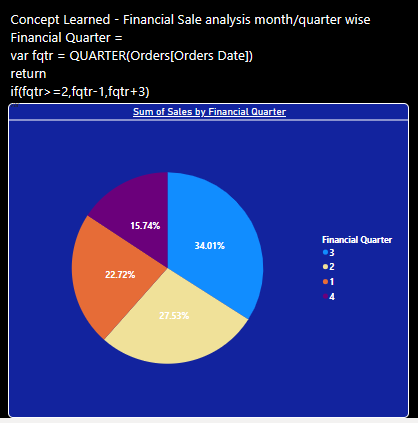 Concept Learned - Financial Sale analysis month/quarter wise
Financial Quarter =
var fqtr = QUARTER(Orders[Orders Date])
return
if(fqtr>=2,fqtr-1,fqtr+3)
Sum of Sales by Financial Quarter
15.74%
34.01%
22.72%
27.53%
Financial Quarter
3
2
1
4